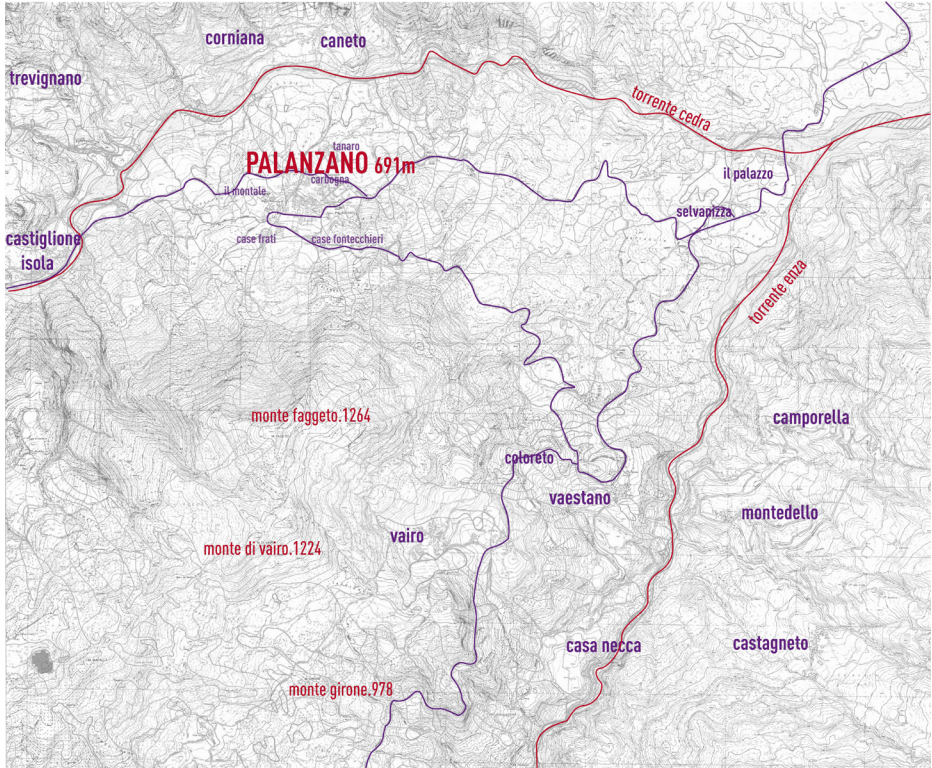 corniana
caneto
trevignano
torrente cedra
tanaro
PALANZANO 691m
carbogna
il palazzo
il montale
selvanizza
castiglione
isola
case frati
case fontecchieri
torrente enza
monte faggeto.1264
camporella
coloreto
vaestano
montedello
vairo
monte di vairo.1224
casa necca
castagneto
monte girone.978